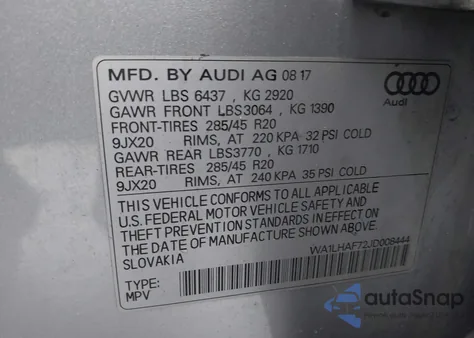 MFD. BY AUDI AG 08 17
GVWR LBS 6437 , KG 2920
GAWR FRONT LBS3064 , KG 1390
FRONT-TIRES 285/45 R20
9JX20 RIMS, AT 220 KPA 32 PSI COLD
GAWR REAR LBS3770 , KG 1710
REAR-TIRES 285/45 R20
9JX20 RIMS, AT 240 KPA 35 PSI COLD
THIS VEHICLE CONFORMS TO ALL APPLICABLE
U.S. FEDERAL MOTOR VEHICLE SAFETY AND
THEFT PREVENTION STANDARDS IN EFFECT ON
THE DATE OF MANUFACTURE SHOWN ABOVE.
SLOVAKIA
WA1LHAF72JD008444
TYPE:
MPV
Audi
autoSnap